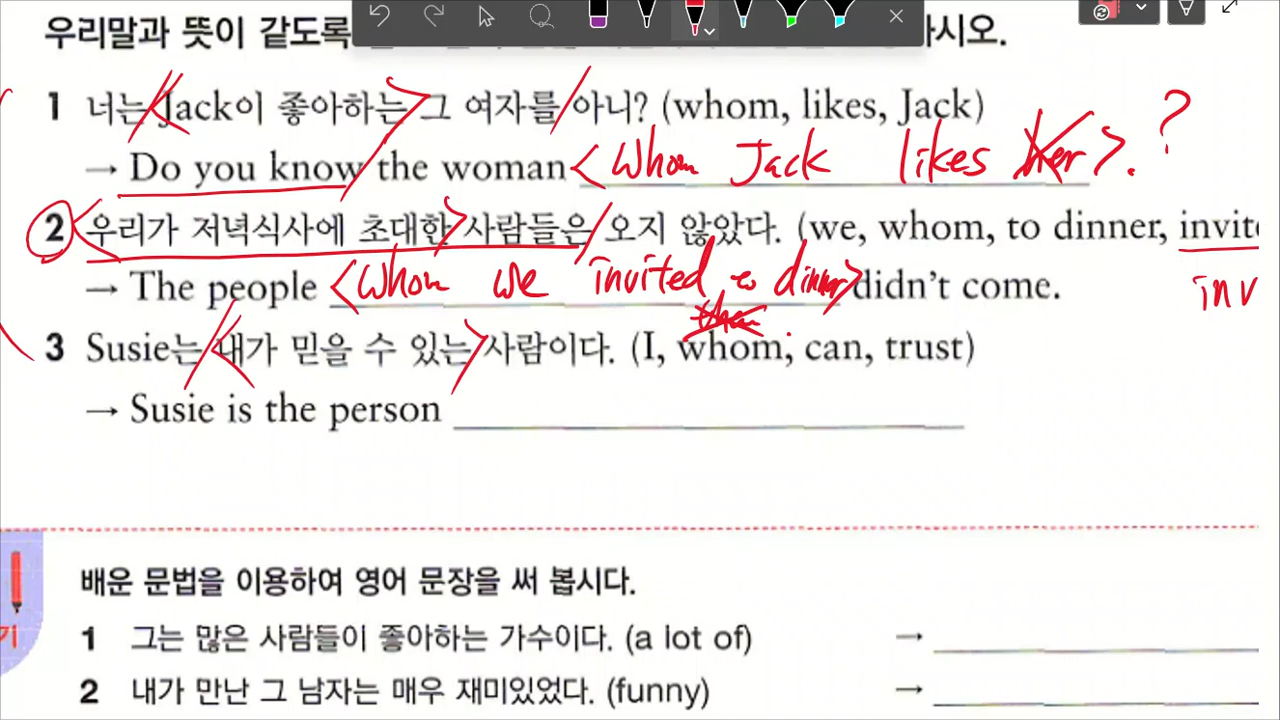 우리말과 뜻이 같도록 시오.
1 너는 Jack이 좋아하는 그 여자를 아니? (whom, likes, Jack) ?
→ Do you know the woman <whom Jack likes her>.
2 우리가 저녁식사에 초대한 사람들은 오지 않았다. (we, whom, to dinner, invite
→ The people <whom we invited to dinner> didn't come. inv
them
3 Susie는 내가 믿을 수 있는 사람이다. (I, whom, can, trust)
→ Susie is the person
배운 문법을 이용하여 영어 문장을 써 봅시다.
1 그는 많은 사람들이 좋아하는 가수이다. (a lot of) →
2 내가 만난 그 남자는 매우 재미있었다. (funny) →